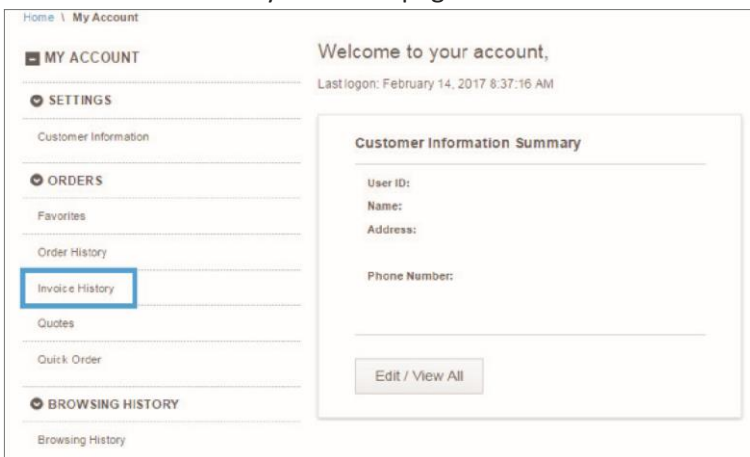 Home \ My Account
MY ACCOUNT
SETTINGS
Customer Information
ORDERS
Favorites
Order History
Invoice History
Quotes
Quick Order
BROWSING HISTORY
Browsing History
Welcome to your account,
Last logon: February 14, 2017 8:37:16 AM
Customer Information Summary
User ID:
Name:
Address:
Phone Number:
Edit / View All